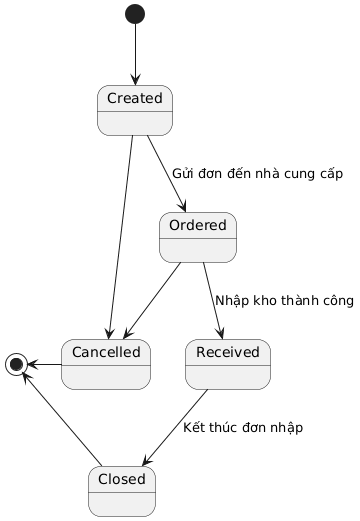 Created
Gửi đơn đến nhà cung cấp
Ordered
Nhập kho thành công
Cancelled
Received
Kết thúc đơn nhập
Closed